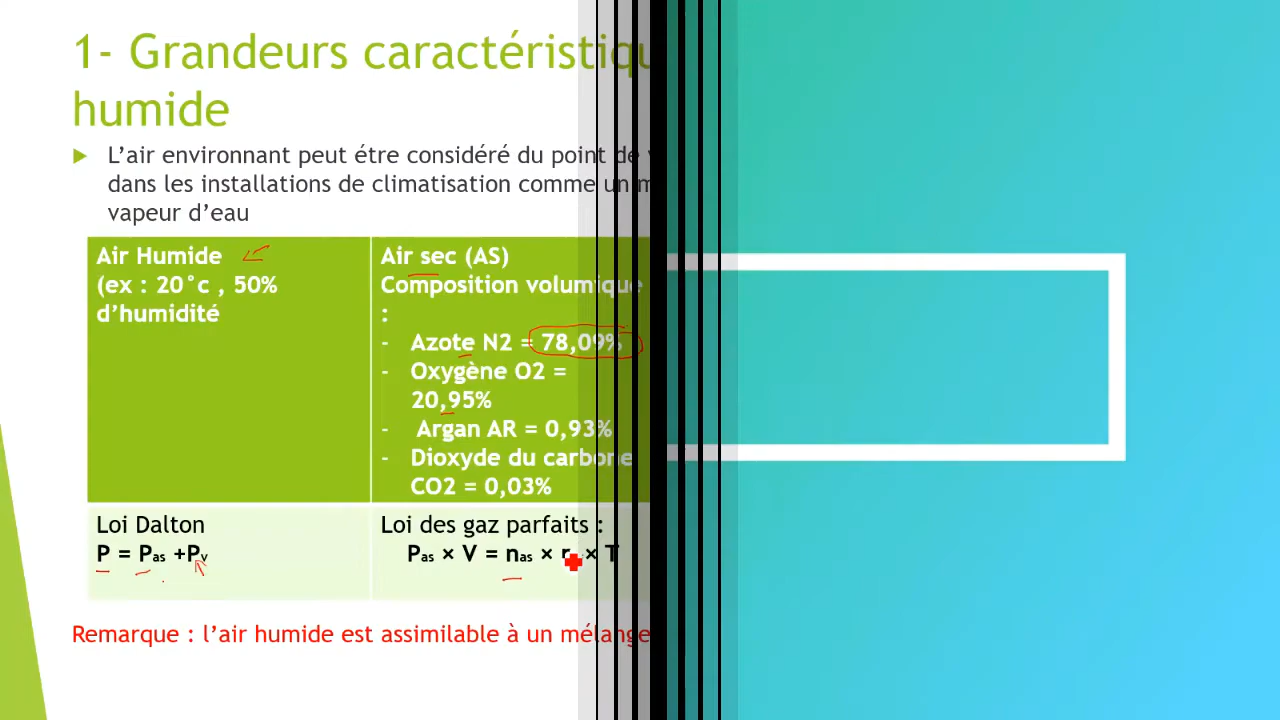 1- Grandeurs
humide
L’air environnant peut étre considéré du point de
dans les installations de climatisation comme un
vapeur d’eau
Air Humide
(ex : 20°c , 50%
d’humidité
Air sec (AS)
Composition volumique
:
- Azote N2 = 78,09%
- Oxygène O2 =
20,95%
- Argan AR = 0,93%
- Dioxyde du carbone
CO2 = 0,03%
Loi Dalton
P = Pas +Pv
Loi des gaz parfaits :
Pas × V = nas × r × T
Remarque : l’air humide est assimilable à un mélange